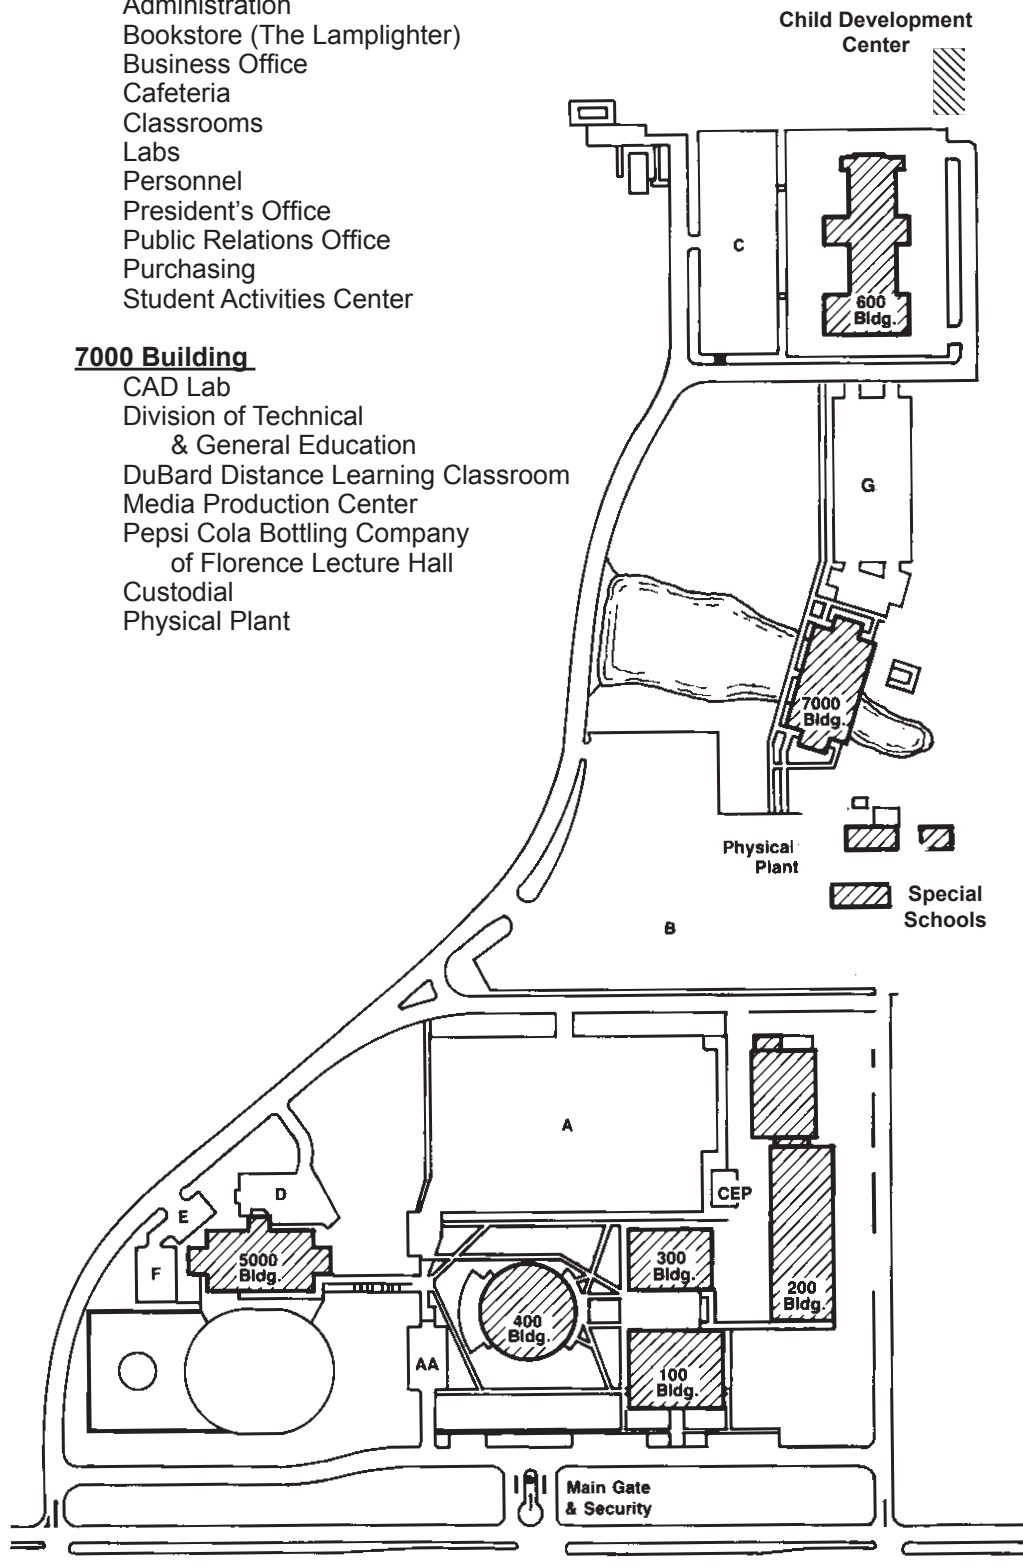 Administration
Bookstore (The Lamplighter)
Business Office
Cafeteria
Classrooms
Labs
Personnel
President's Office
Public Relations Office
Purchasing
Student Activities Center
7000 Building
CAD Lab
Division of Technical
& General Education
DuBard Distance Learning Classroom
Media Production Center
Pepsi Cola Bottling Company
of Florence Lecture Hall
Custodial
Physical Plant
Child Development
Center
C
600
Bldg.
G
7000
Bldg.
Physical
Plant
Special
Schools
B
A
CEP
D
E
F
5000
Bldg.
300
Bldg.
200
Bldg.
400
Bldg.
AA
100
Bldg.
Main Gate
& Security